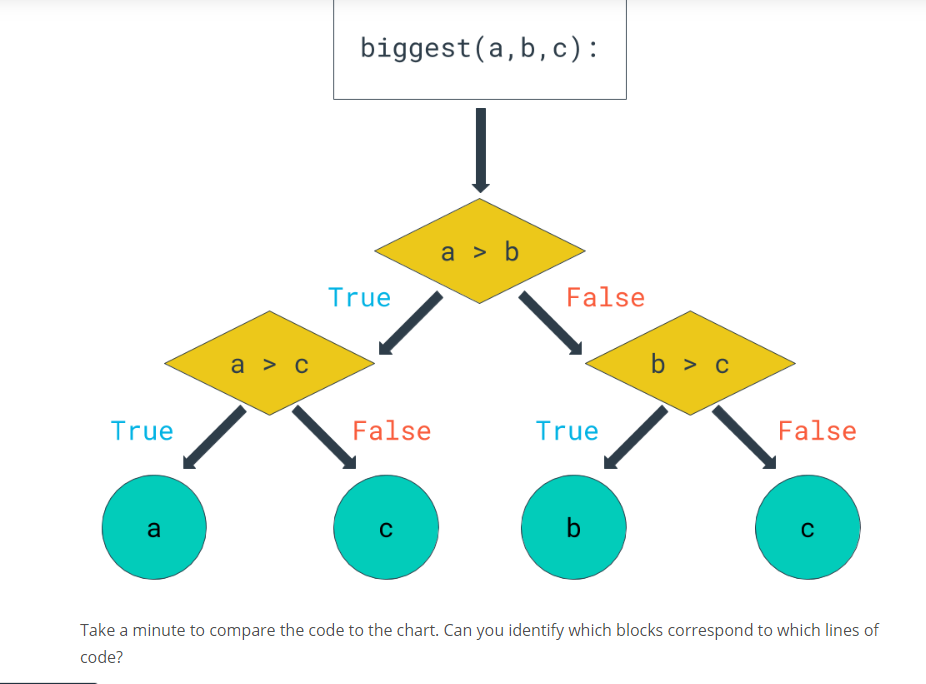 biggest(a,b,c):
a > b
True
False
a > c
b > c
True
False
True
False
a
c
b
c
Take a minute to compare the code to the chart. Can you identify which blocks correspond to which lines of
code?